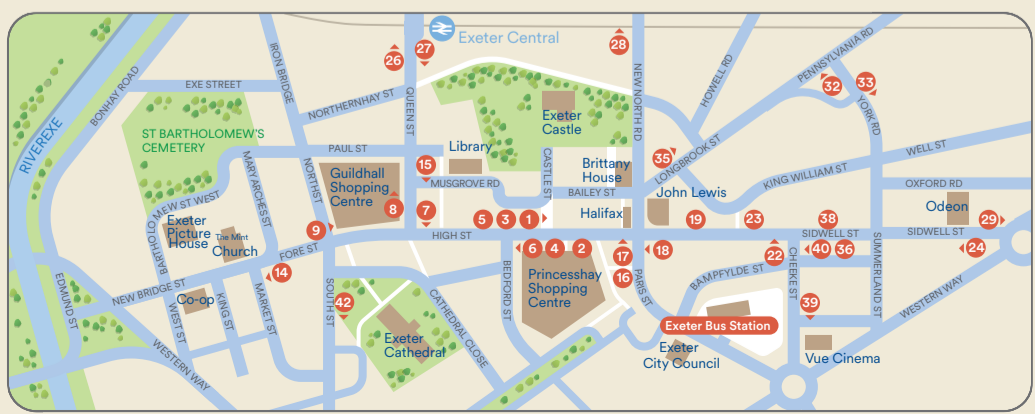 Exeter Central
27
26
28
IRON BRIDGE
EXE STREET
BONHAY ROAD
RIVEREXE
NORTHERNHAY ST
QUEEN ST
NEW NORTH RD
HOWELL RD
PENNSYLVANIA RD
32
33
YORK RD
Exeter
Castle
ST BARTHOLOMEW'S
CEMETERY
PAUL ST
Library
LONGBROOK ST
35
WELL ST
MARY ARCHES ST
NORTH ST
Guildhall
Shopping
Centre
15
MUSGROVE RD
CASTLE ST
Brittany
House
BAILEY ST
John Lewis
KING WILLIAM ST
OXFORD RD
MEW ST WEST
BARTHOLO
Exeter
Picture
House
The Mint
Church
9
8
7
5
3
1
Halifax
19
23
38
Odeon
29
HIGH ST
SIDWELL ST
SIDWELL ST
24
FORE ST
14
6
4
2
17
16
18
22
40
36
SUMMERLAND ST
CHEEKE ST
BAMPFYLDE ST
PARIS ST
Princesshay
Shopping
Centre
BEDFORD ST
NEW BRIDGE ST
EDMUND ST
Co-op
WEST ST
KING ST
MARKET ST
SOUTH ST
42
CATHEDRAL CLOSE
Exeter
Cathedral
39
WESTERN WAY
Exeter Bus Station
Exeter
City Council
Vue Cinema
WESTERN WAY